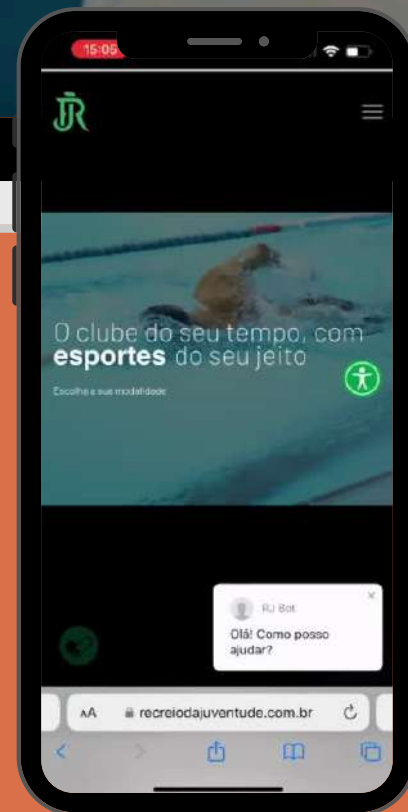 15:05
JR
O clube do seu tempo, com
esportes do seu jeito
Escolha a sua modalidade
RJ Bot
Olá! Como posso
ajudar?
AA
recreiodajuventude.com.br